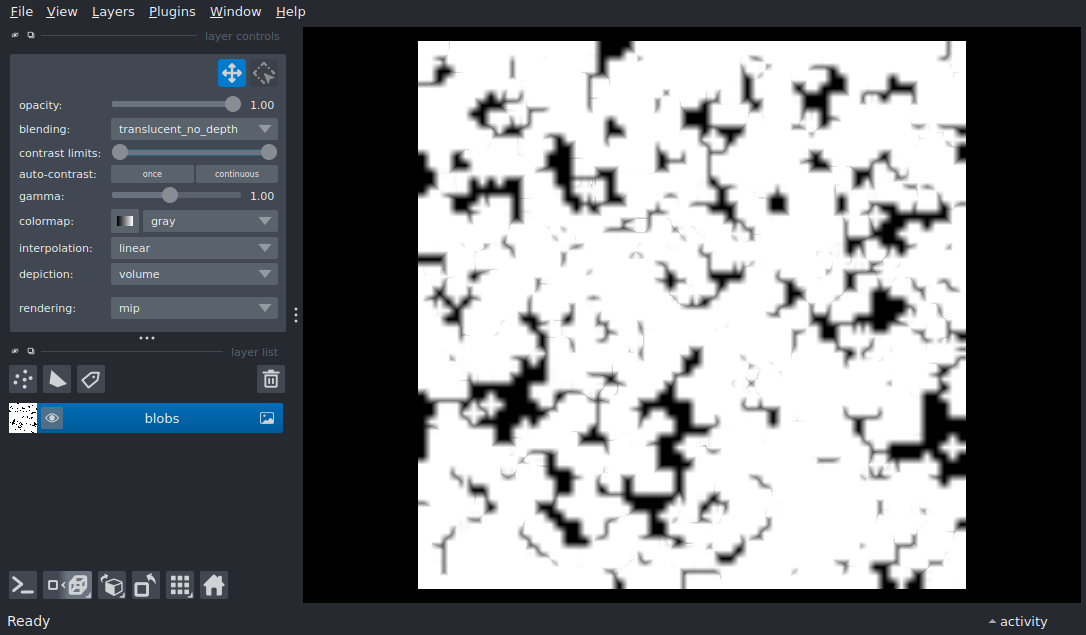 File View Layers Plugins Window Help
layer controls
opacity: 1.00
blending: translucent_no_depth
contrast limits:
auto-contrast: once continuous
gamma: 1.00
colormap: gray
interpolation: linear
depiction: volume
rendering: mip
layer list
blobs
Ready activity